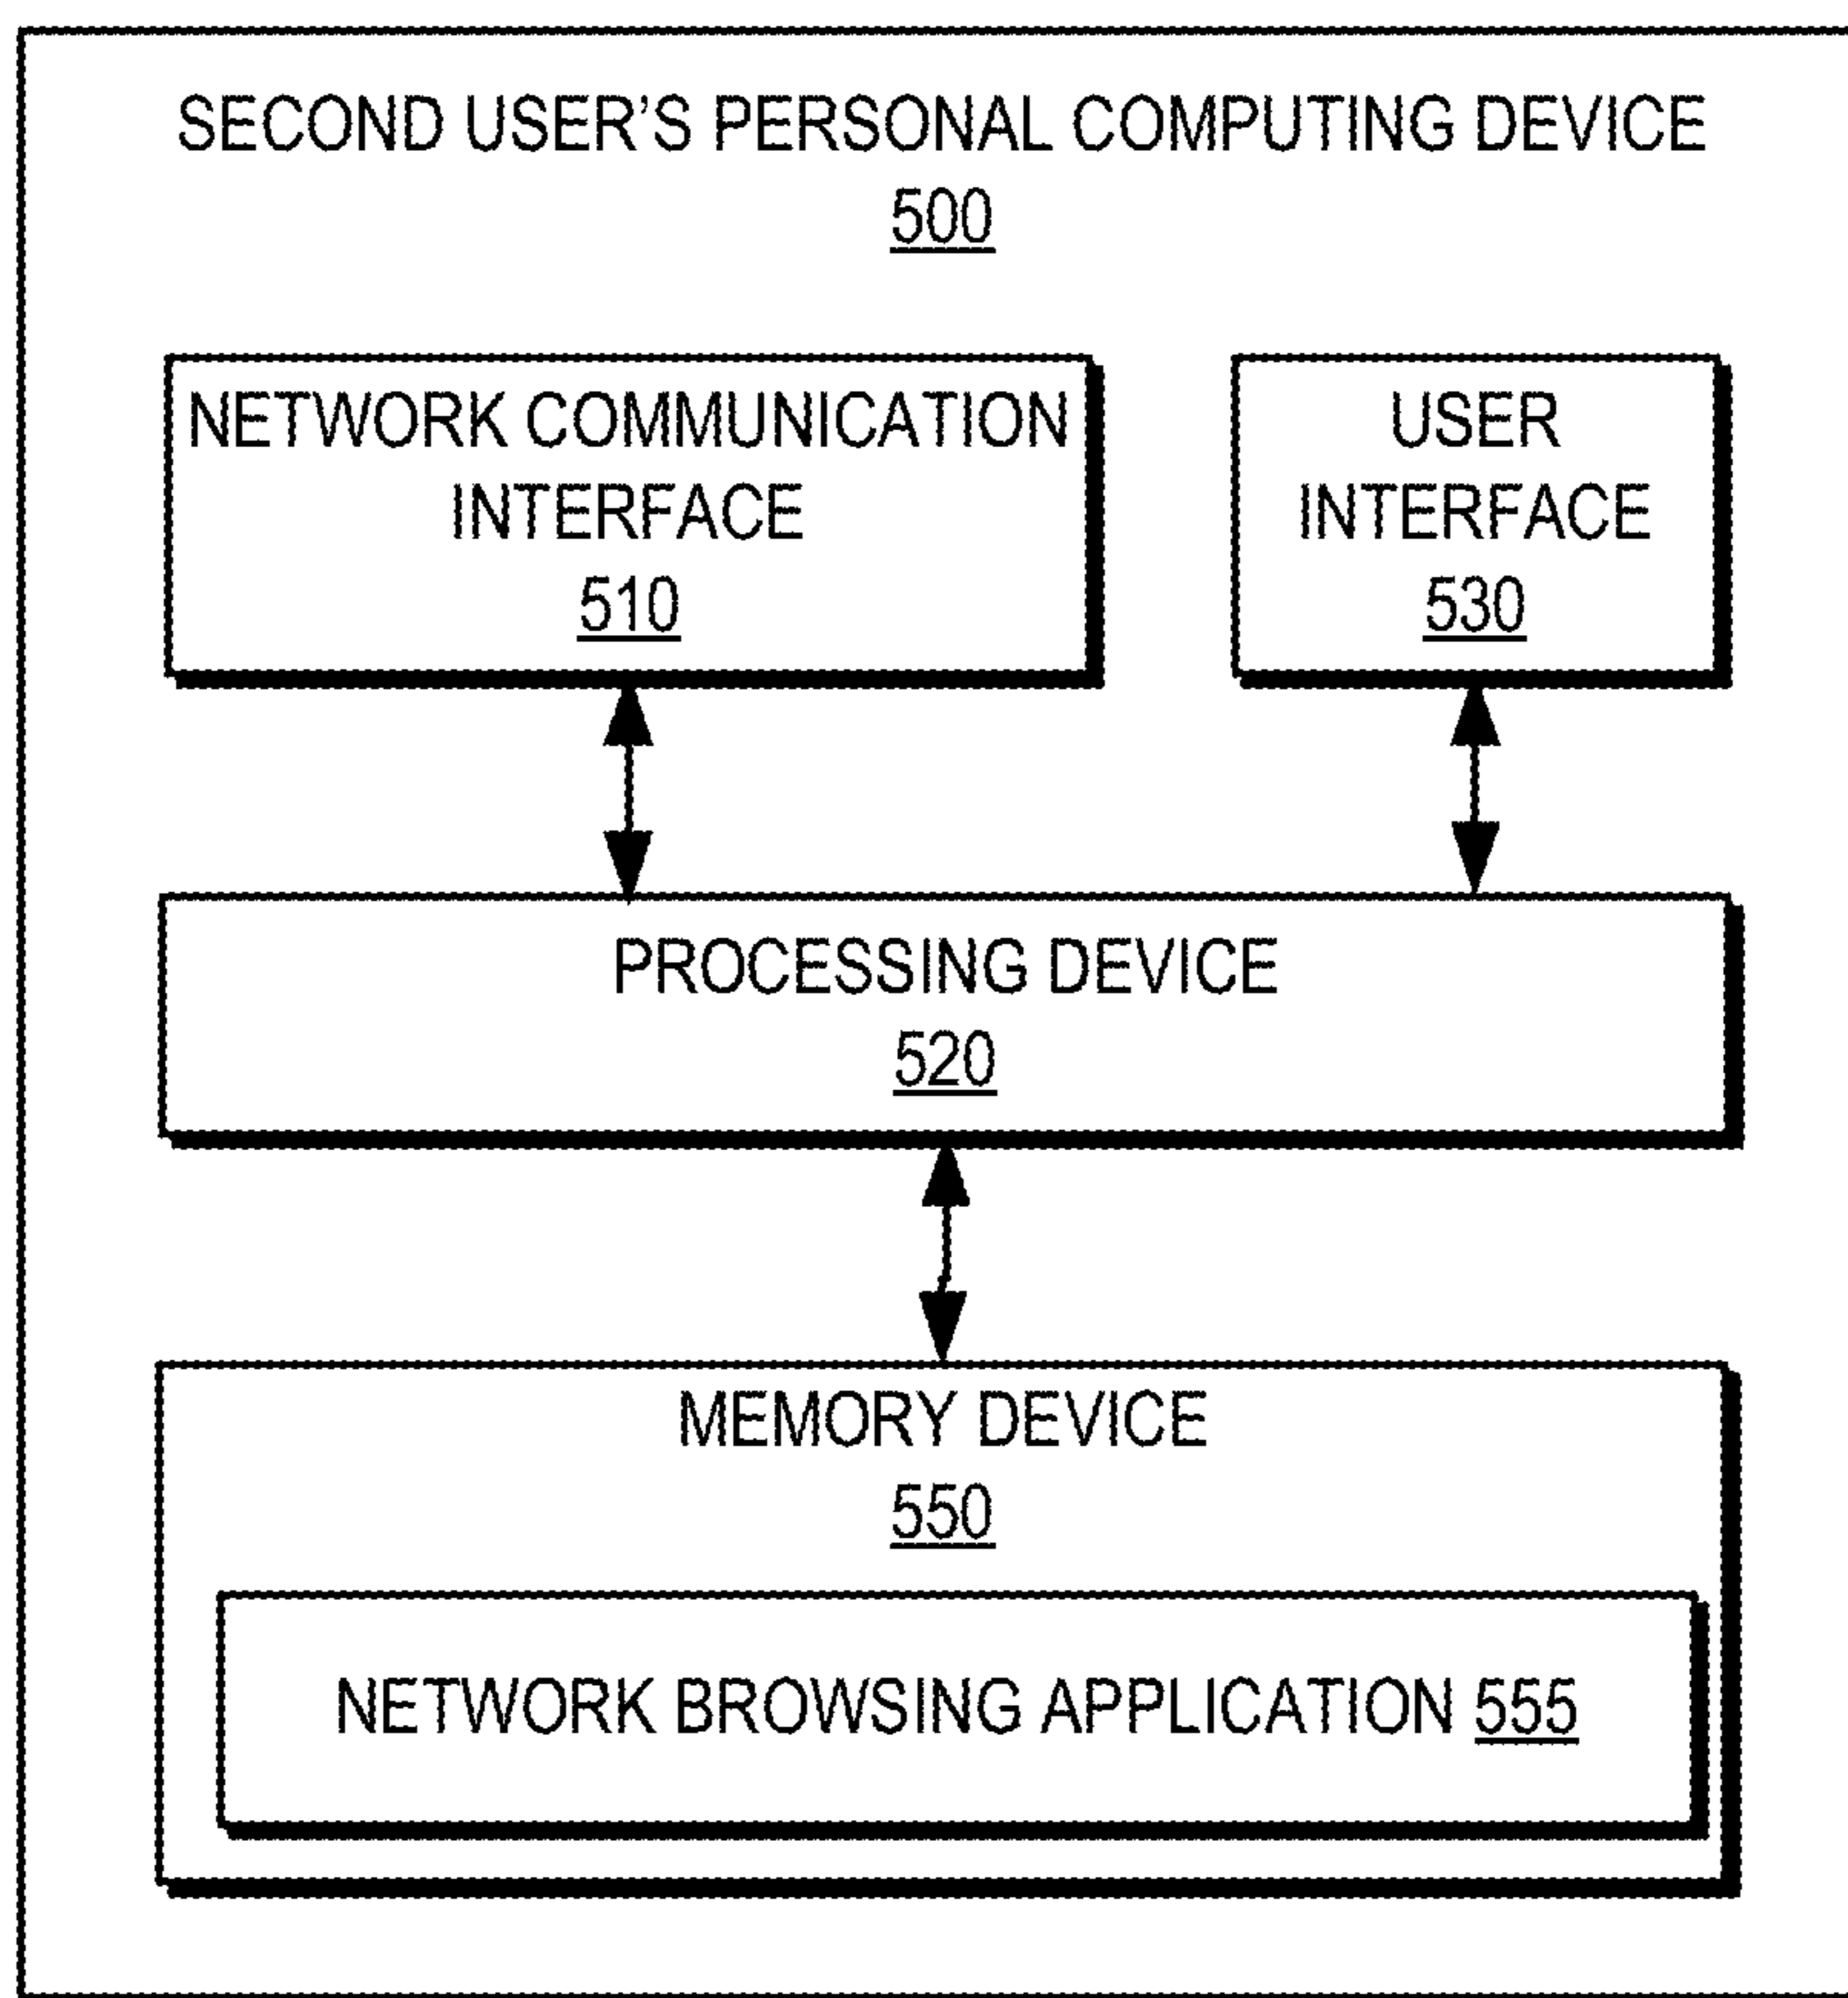 SECOND USER'S PERSONAL COMPUTING DEVICE
500
NETWORK COMMUNICATION
INTERFACE
510
USER
INTERFACE
530
PROCESSING DEVICE
520
MEMORY DEVICE
550
NETWORK BROWSING APPLICATION 555